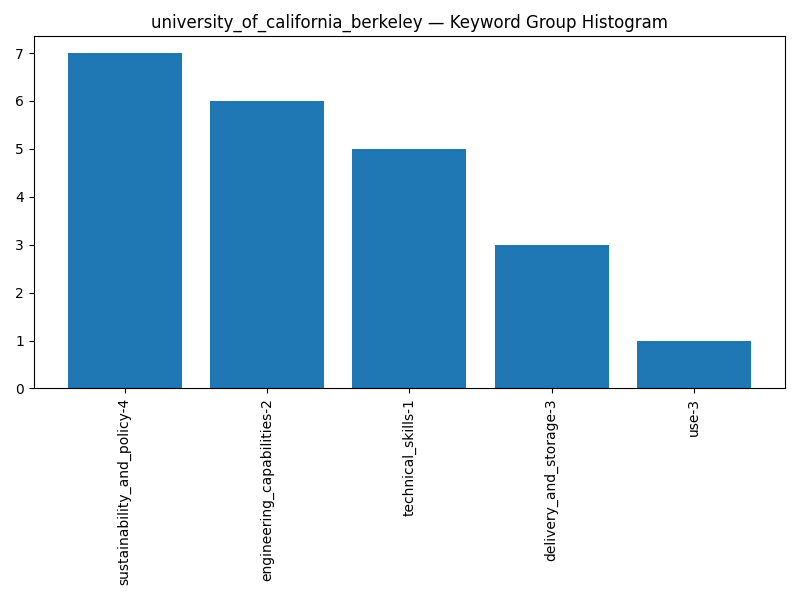 university_of_california_berkeley — Keyword Group Histogram
7
6
5
4
3
2
1
0
sustainability_and_policy-4
engineering_capabilities-2
technical_skills-1
delivery_and_storage-3
use-3